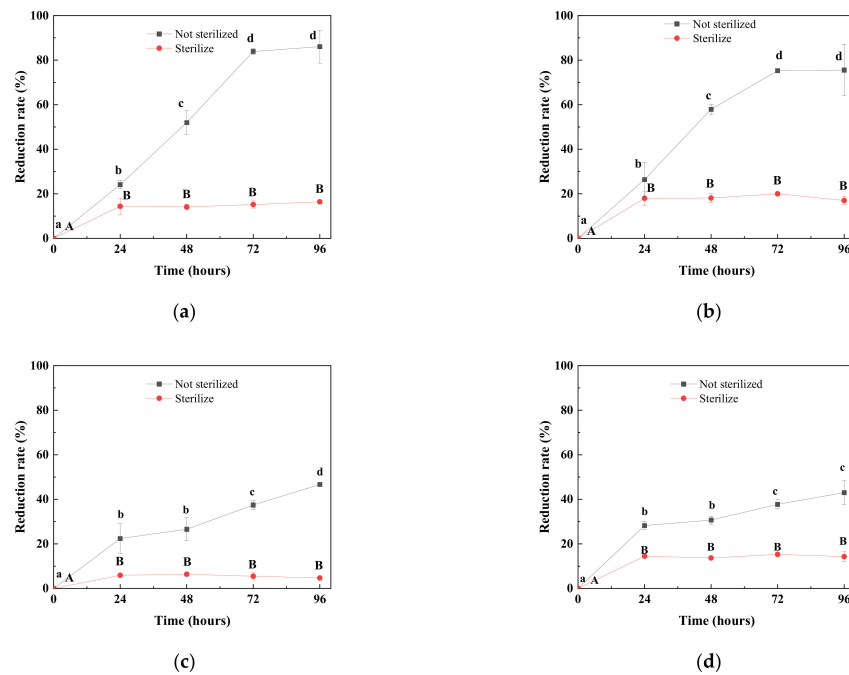 100
80
60
40
20
0
Reduction rate (%)
Not sterilized
Sterilize
a
A
b
B
c
B
d
B
d
B
0
24
48
72
96
Time (hours)
(a)
100
80
60
40
20
0
Reduction rate (%)
Not sterilized
Sterilize
a
A
b
B
c
B
d
B
d
B
0
24
48
72
96
Time (hours)
(b)
100
80
60
40
20
0
Reduction rate (%)
Not sterilized
Sterilize
a
A
b
B
b
B
c
B
d
B
0
24
48
72
96
Time (hours)
(c)
100
80
60
40
20
0
Reduction rate (%)
Not sterilized
Sterilize
a
A
b
B
b
B
c
B
c
B
0
24
48
72
96
Time (hours)
(d)